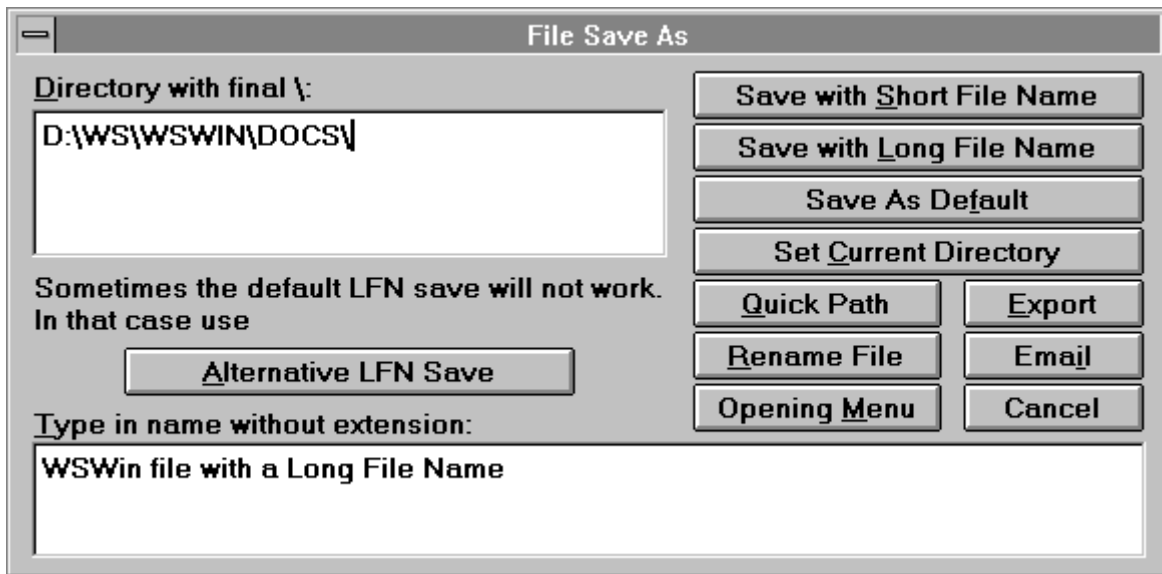 File Save As
Directory with final \:
D:\WS\WSWIN\DOCS\
Save with Short File Name
Save with Long File Name
Save As Default
Set Current Directory
Sometimes the default LFN save will not work.
In that case use
Alternative LFN Save
Quick Path
Export
Rename File
Email
Opening Menu
Cancel
Type in name without extension:
WSWin file with a Long File Name